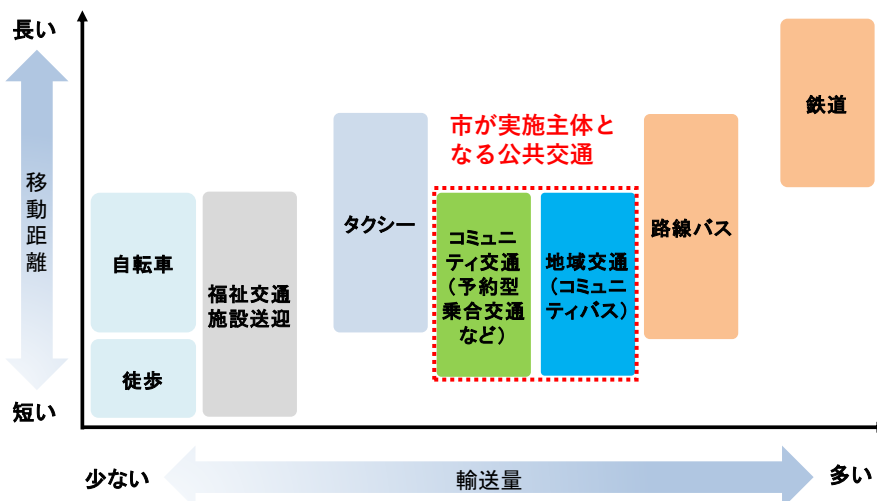 長い
移動距離
短い
自転車
徒歩
福祉交通
施設送迎
タクシー
市が実施主体と
なる公共交通
コミュニ
ティ交通
（予約型
乗合交通
など）
地域交通
（コミュニ
ティバス）
路線バス
鉄道
少ない
輸送量
多い